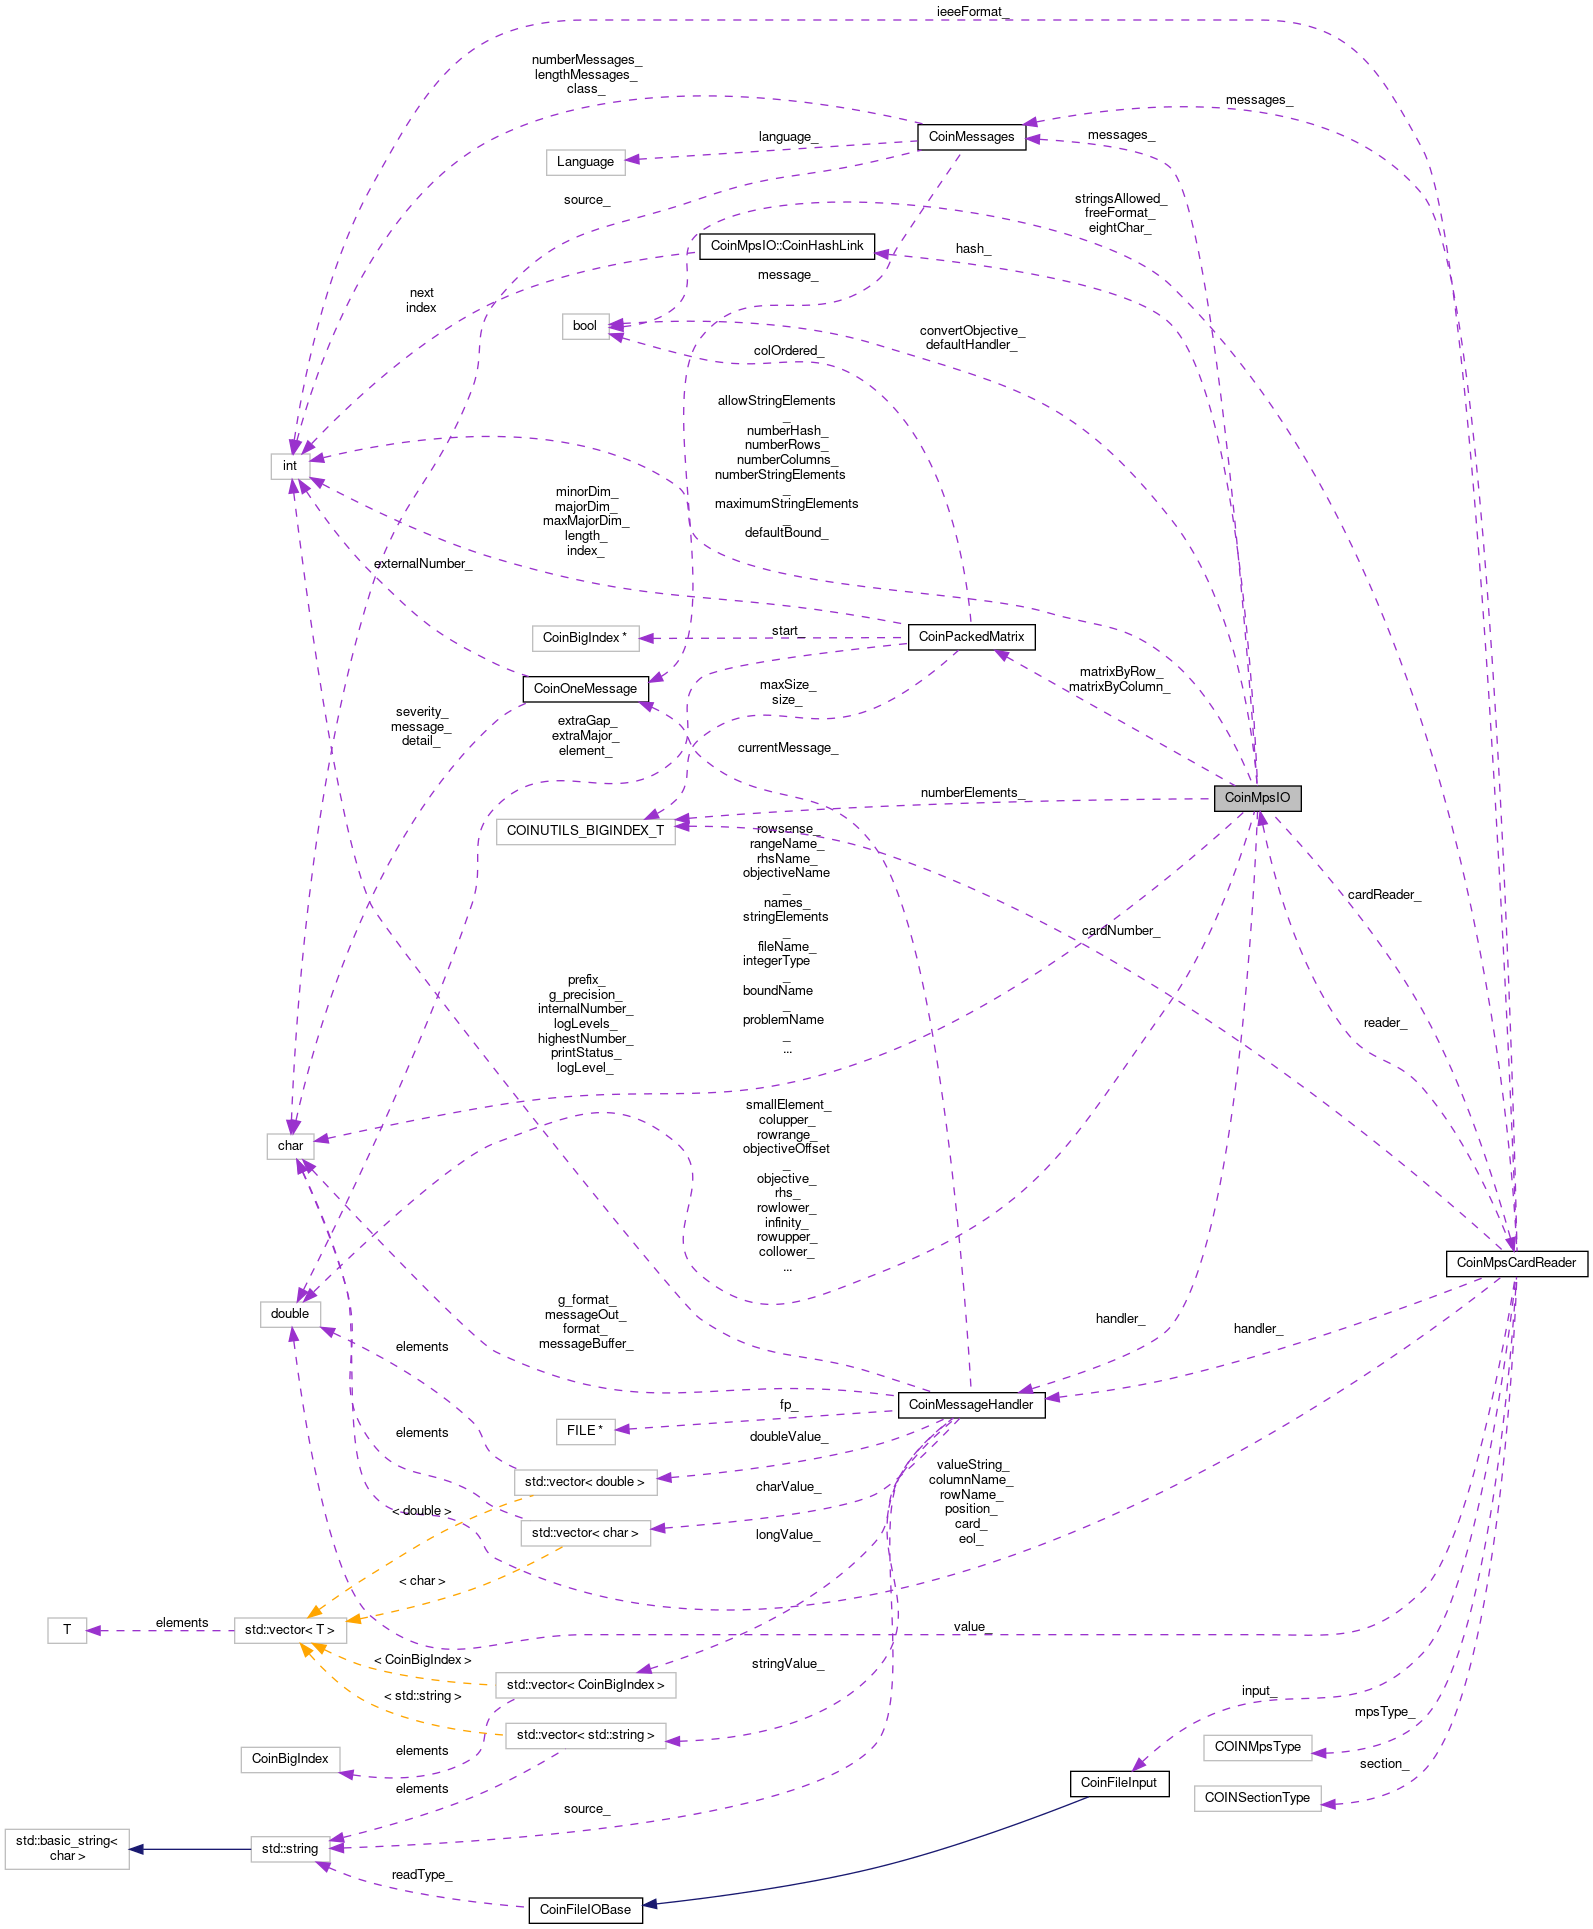 ieeeFormat_
numberMessages_
lengthMessages_
class_
messages_
CoinMessages
messages_
language_
Language
source_
stringsAllowed_
freeFormat_
eightChar_
CoinMpsIO::CoinHashLink
hash_
message_
next
index
bool
convertObjective_
defaultHandler_
colOrdered_
allowStringElements
_
numberHash_
numberRows_
numberColumns_
numberStringElements
_
maximumStringElements
_
defaultBound_
int
minorDim_
majorDim_
maxMajorDim_
length_
index_
externalNumber_
CoinBigIndex *
start_
CoinPackedMatrix
matrixByRow_
matrixByColumn_
CoinOneMessage
maxSize_
size_
severity_
message_
detail_
extraGap_
extraMajor_
element_
currentMessage_
numberElements_
CoinMpsIO
COINUTILS_BIGINDEX_T
rowsense_
rangeName_
rhsName_
objectiveName
_
names_
stringElements
_
fileName_
integerType
_
boundName
_
problemName
_
...
cardReader_
cardNumber_
reader_
prefix_
g_precision_
internalNumber_
logLevels_
highestNumber_
printStatus_
logLevel_
char
smallElement_
colupper_
rowrange_
objectiveOffset
_
objective_
rhs_
rowlower_
infinity_
rowupper_
collower_
...
CoinMpsCardReader
double
g_format_
messageOut_
format_
messageBuffer_
handler_
handler_
elements
CoinMessageHandler
fp_
FILE *
doubleValue_
elements
std::vector< double >
valueString_
columnName_
rowName_
position_
card_
eol_
charValue_
< double >
std::vector< char >
longValue_
< char >
T
elements
std::vector< T >
value_
< CoinBigIndex >
stringValue_
std::vector< CoinBigIndex >
input_
< std::string >
mpsType_
std::vector< std::string >
COINMpsType
CoinBigIndex
elements
section_
CoinFileInput
elements
COINSectionType
source_
std::basic_string<
char >
std::string
readType_
CoinFileIOBase